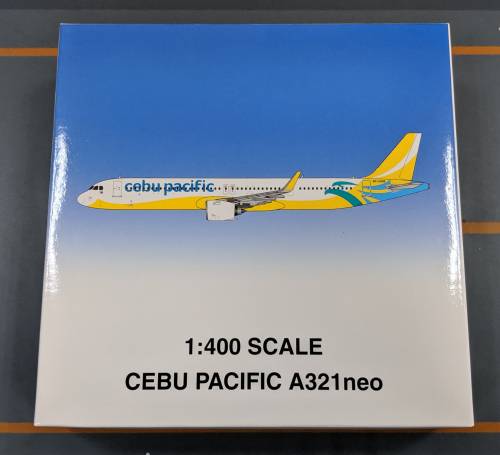 cebu pacific
1:400 SCALE
CEBU PACIFIC A321neo